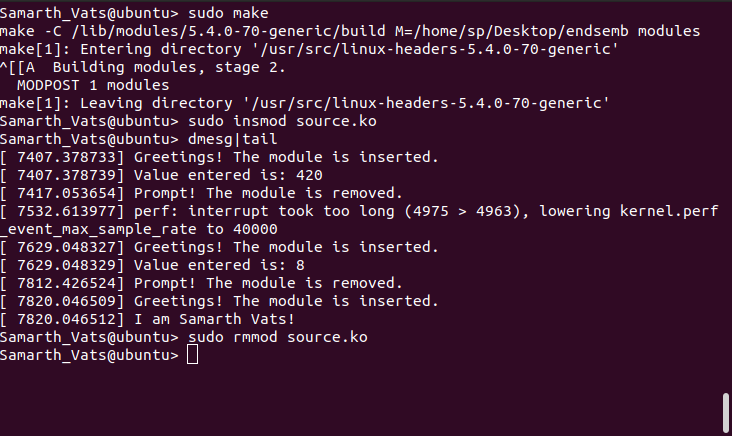 Samarth_Vats@ubuntu> sudo make
make -C /lib/modules/5.4.0-70-generic/build M=/home/sp/Desktop/endsemb modules
make[1]: Entering directory '/usr/src/linux-headers-5.4.0-70-generic'
^[[A  Building modules, stage 2.
  MODPOST 1 modules
make[1]: Leaving directory '/usr/src/linux-headers-5.4.0-70-generic'
Samarth_Vats@ubuntu> sudo insmod source.ko
Samarth_Vats@ubuntu> dmesg|tail
[ 7407.378733] Greetings! The module is inserted.
[ 7407.378739] Value entered is: 420
[ 7417.053654] Prompt! The module is removed.
[ 7532.613977] perf: interrupt took too long (4975 > 4963), lowering kernel.perf
_event_max_sample_rate to 40000
[ 7629.048327] Greetings! The module is inserted.
[ 7629.048329] Value entered is: 8
[ 7812.426524] Prompt! The module is removed.
[ 7820.046509] Greetings! The module is inserted.
[ 7820.046512] I am Samarth Vats!
Samarth_Vats@ubuntu> sudo rmmod source.ko
Samarth_Vats@ubuntu>